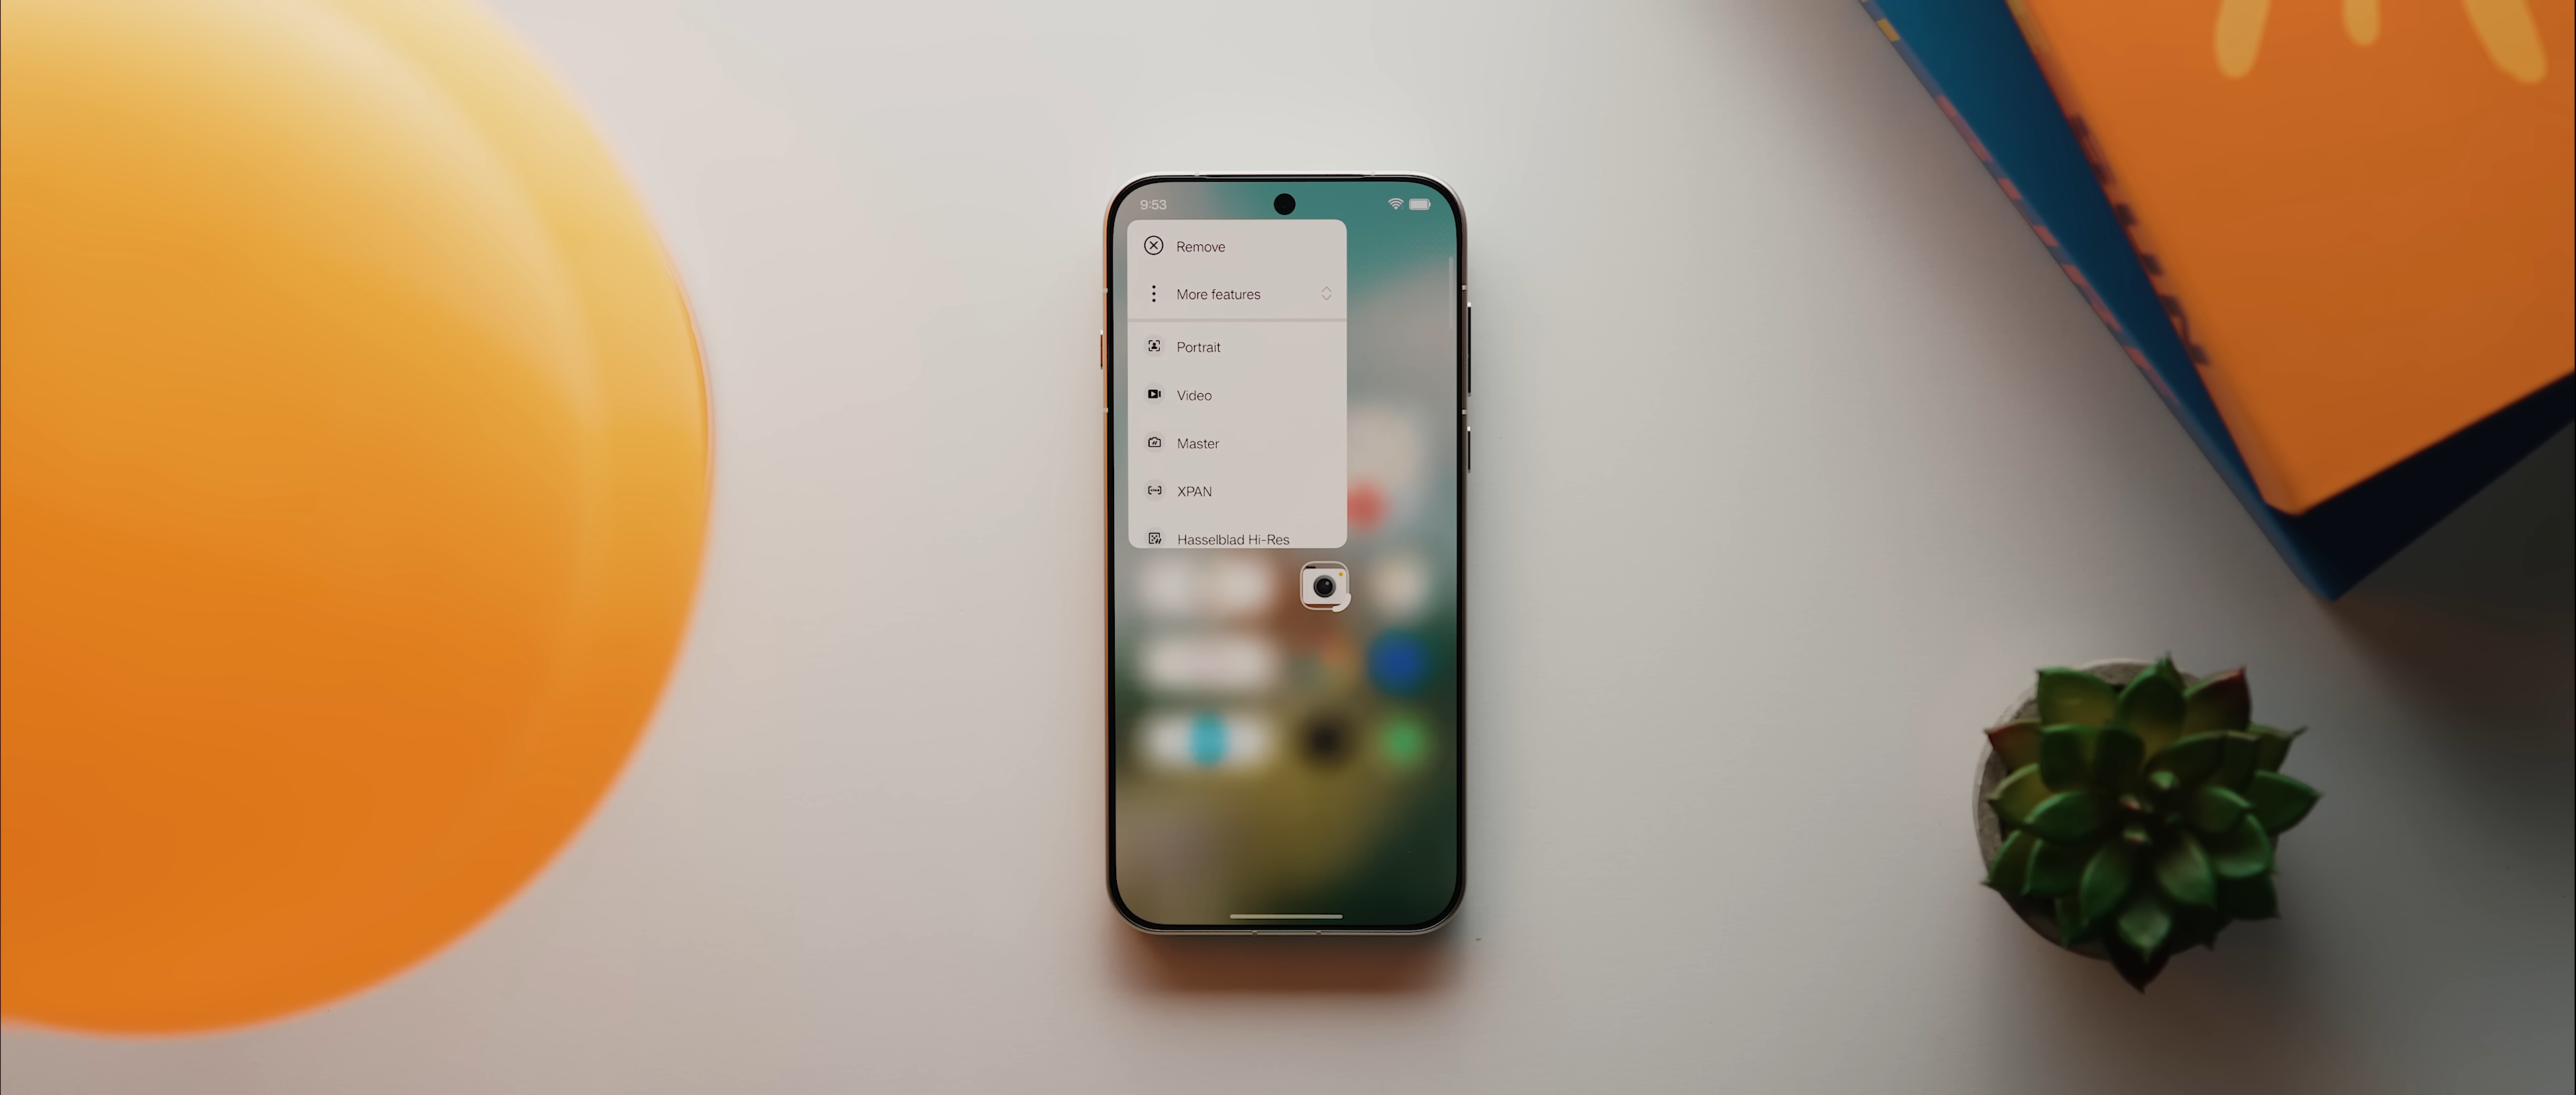 9:53
Remove
More features
Portrait
Video
Master
XPAN
Hasselblad Hi-Res